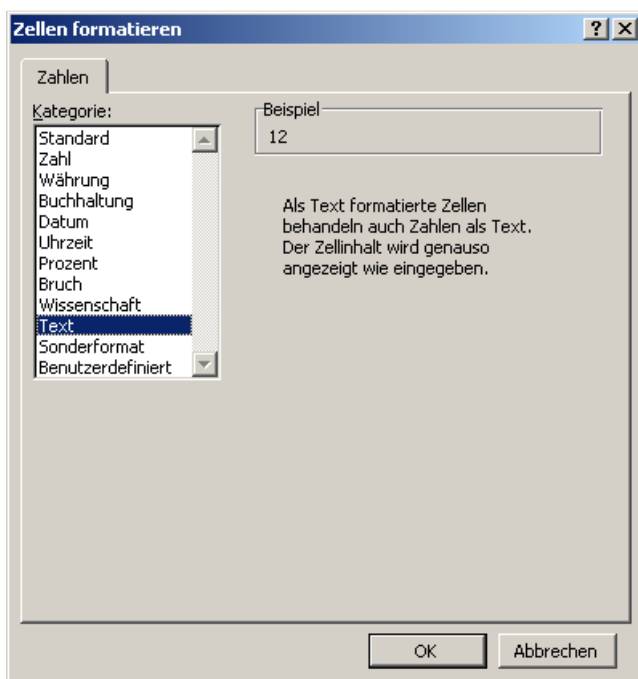 Zellen formatieren
Zahlen
Kategorie:
Standard
Zahl
Währung
Buchhaltung
Datum
Uhrzeit
Prozent
Bruch
Wissenschaft
Text
Sonderformat
Benutzerdefiniert
Beispiel
12
Als Text formatierte Zellen
behandeln auch Zahlen als Text.
Der Zellinhalt wird genauso
angezeigt wie eingegeben.
OK
Abbrechen